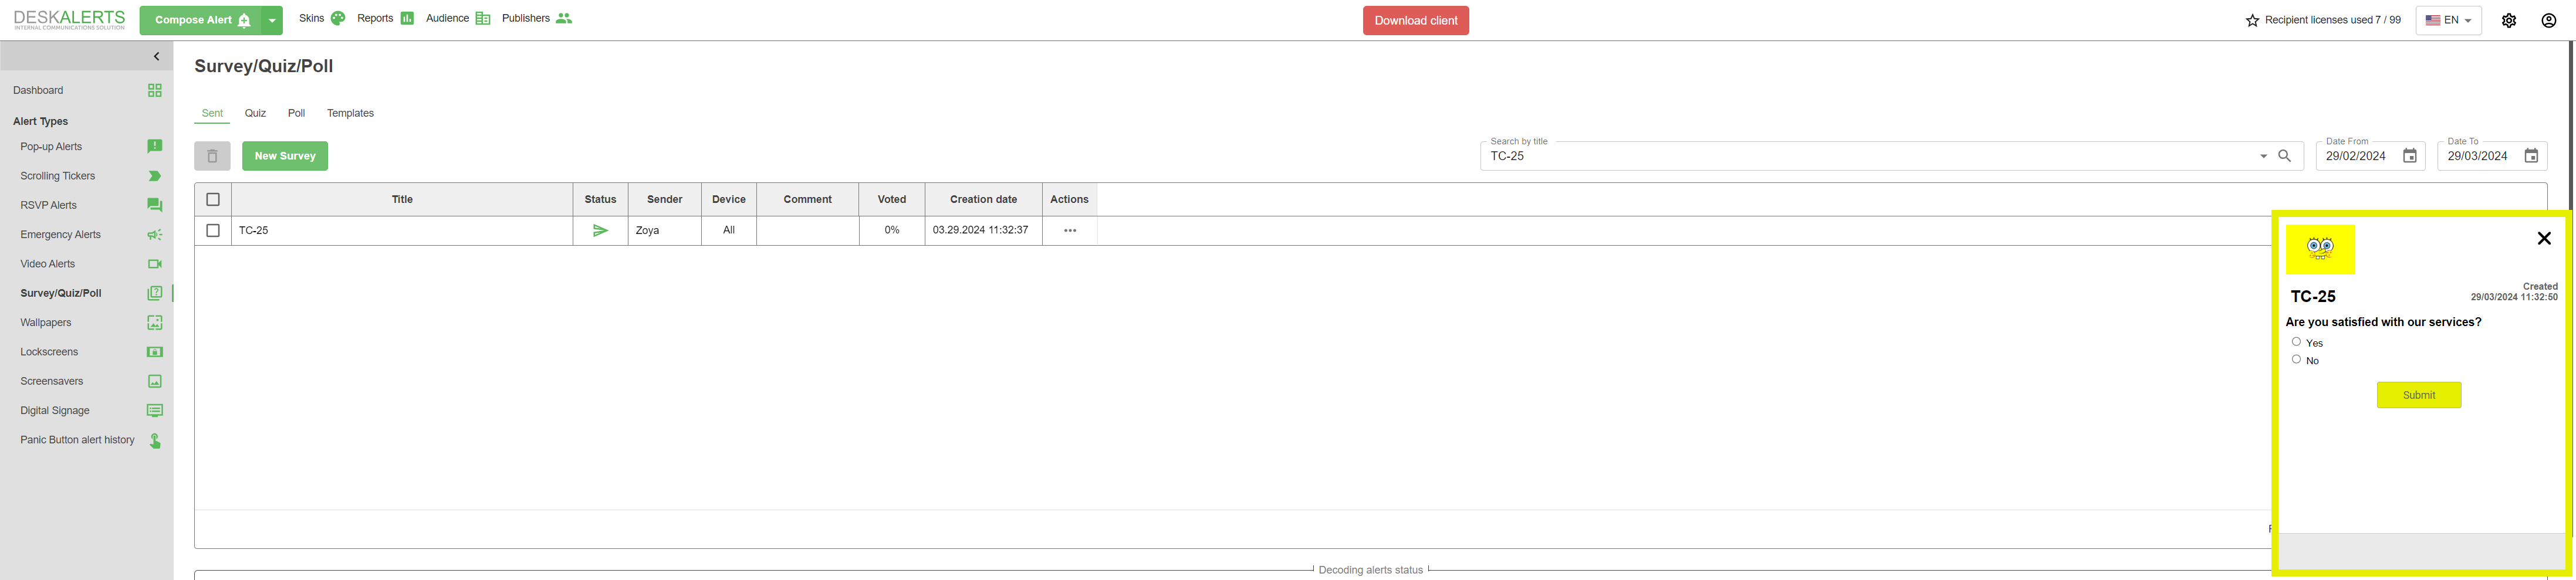 DESKALERTS
INTERNAL COMMUNICATIONS SOLUTION
Compose Alert
Skins
Reports
Audience
Publishers
Download client
Recipient licenses used 7 / 99
EN
Dashboard
Alert Types
Pop-up Alerts
Scrolling Tickers
RSVP Alerts
Emergency Alerts
Video Alerts
Survey/Quiz/Poll
Wallpapers
Lockscreens
Screensavers
Digital Signage
Panic Button alert history
Survey/Quiz/Poll
Sent Quiz Poll Templates
New Survey
Search by title
TC-25
Date From
29/02/2024
Date To
29/03/2024
Title Status Sender Device Comment Voted Creation date Actions
TC-25 Zoya All 0% 03.29.2024 11:32:37
Decoding alerts status
Created
29/03/2024 11:32:50
TC-25
Are you satisfied with our services?
Yes
No
Submit